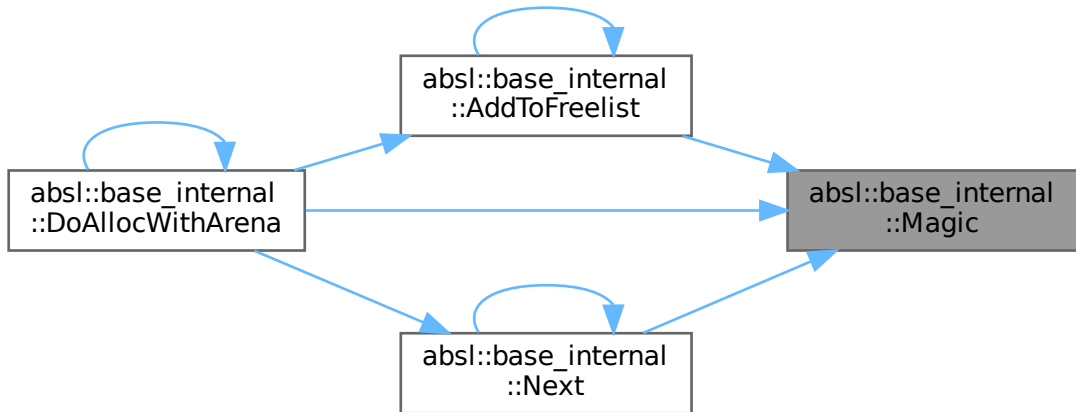 absl::base_internal
::AddToFreelist
absl::base_internal
::DoAllocWithArena
absl::base_internal
::Magic
absl::base_internal
::Next